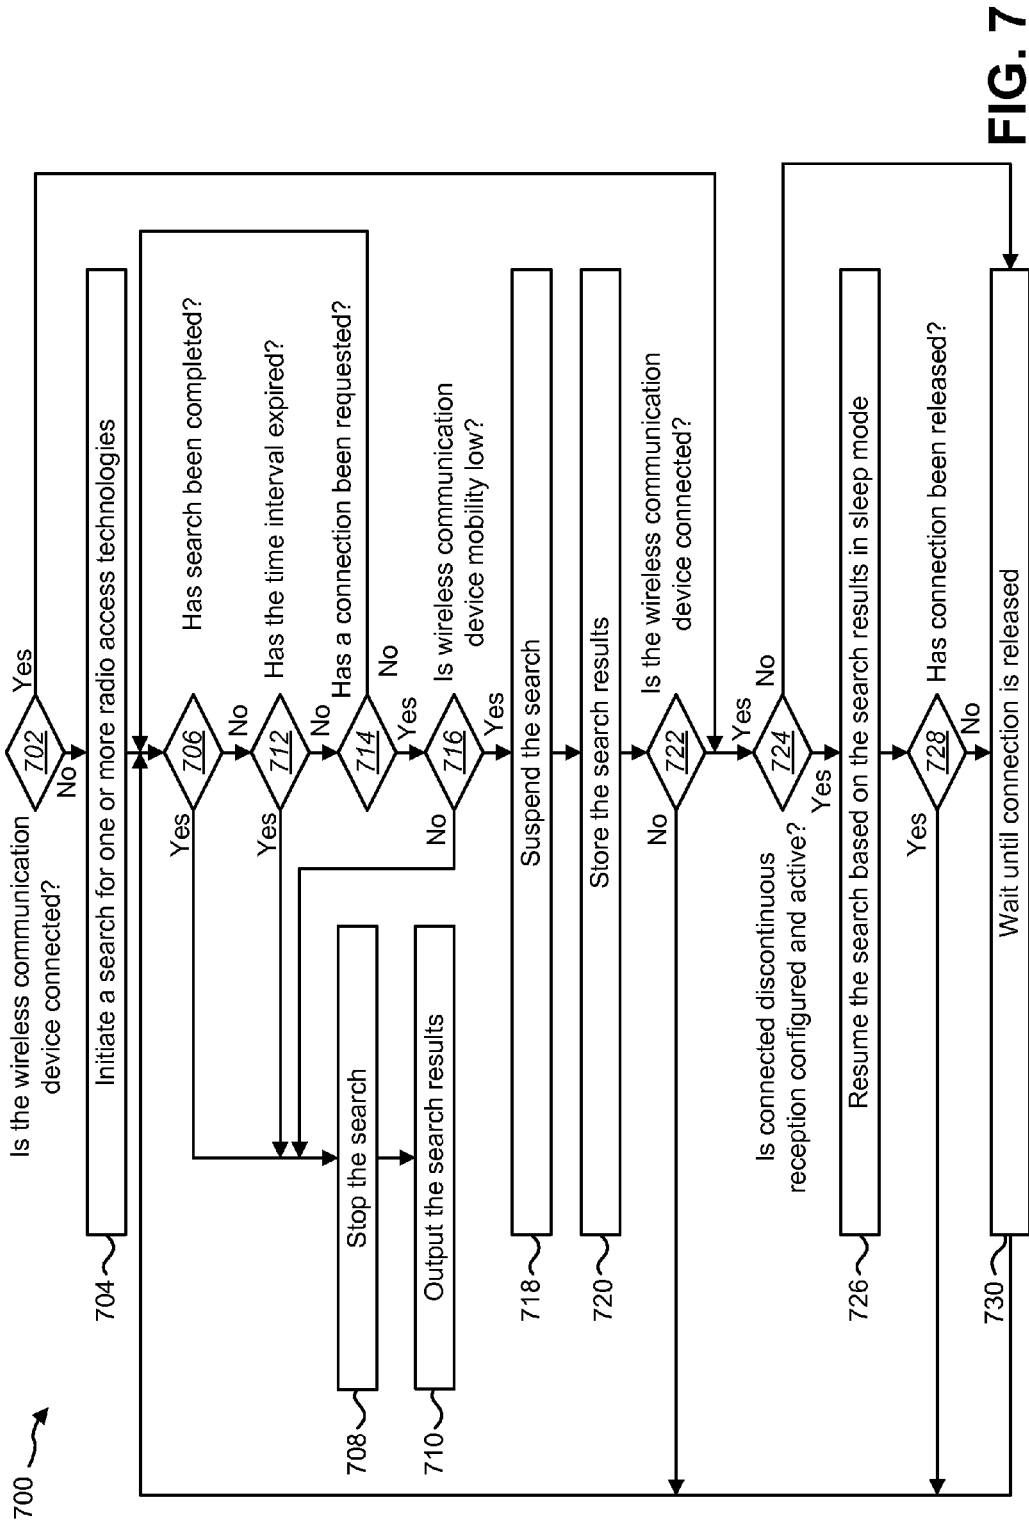 700
Is the wireless communication
device connected?
702
Yes
No
704
Initiate a search for one or more radio access technologies
706
Has search been completed?
Yes
No
712
Has the time interval expired?
Yes
No
714
Has a connection been requested?
No
Yes
716
Is wireless communication
device mobility low?
No
Yes
708
Stop the search
710
Output the search results
718
Suspend the search
720
Store the search results
722
Is the wireless communication
device connected?
No
Yes
724
Is connected discontinuous
reception configured and active?
No
Yes
726
Resume the search based on the search results in sleep mode
728
Has connection been released?
Yes
No
730
Wait until connection is released
FIG. 7